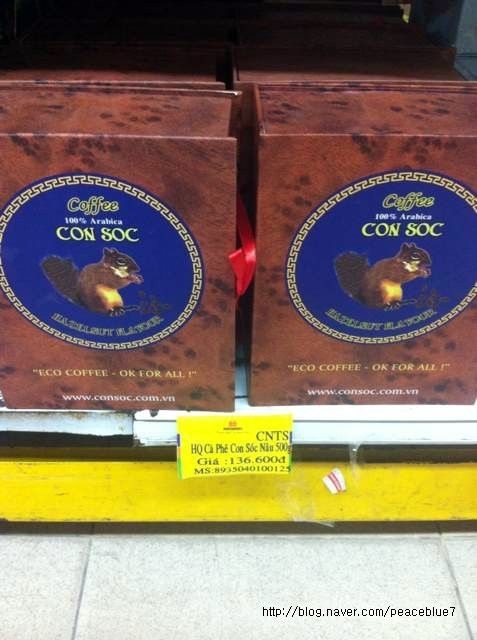 Coffee
100% Arabica
CON SOC
HAZELNUT FLAVOUR
"ECO COFFEE - OK FOR ALL !"
www.consoc.com.vn
Coffee
100% Arabica
CON SOC
HAZELNUT FLAVOUR
"ECO COFFEE - OK FOR ALL !"
www.consoc.com.vn
CNTS
HQ Cà Phê Con Sóc Nâu 500g
Giá :136.600đ
MS:8935040100125
http://blog.naver.com/peaceblue7